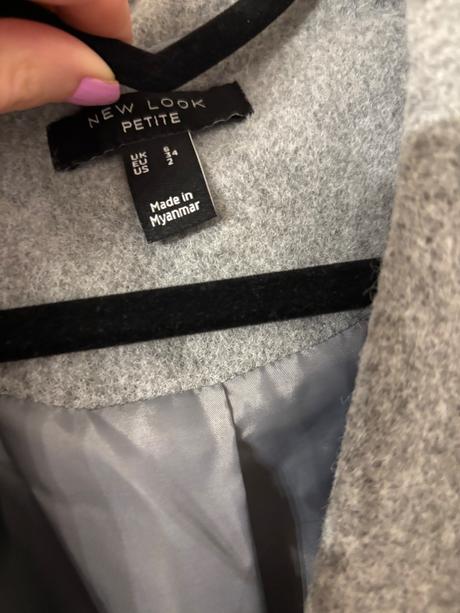 NEW LOOK
PETITE
UK 6
EU 34
US 2
Made in
Myanmar